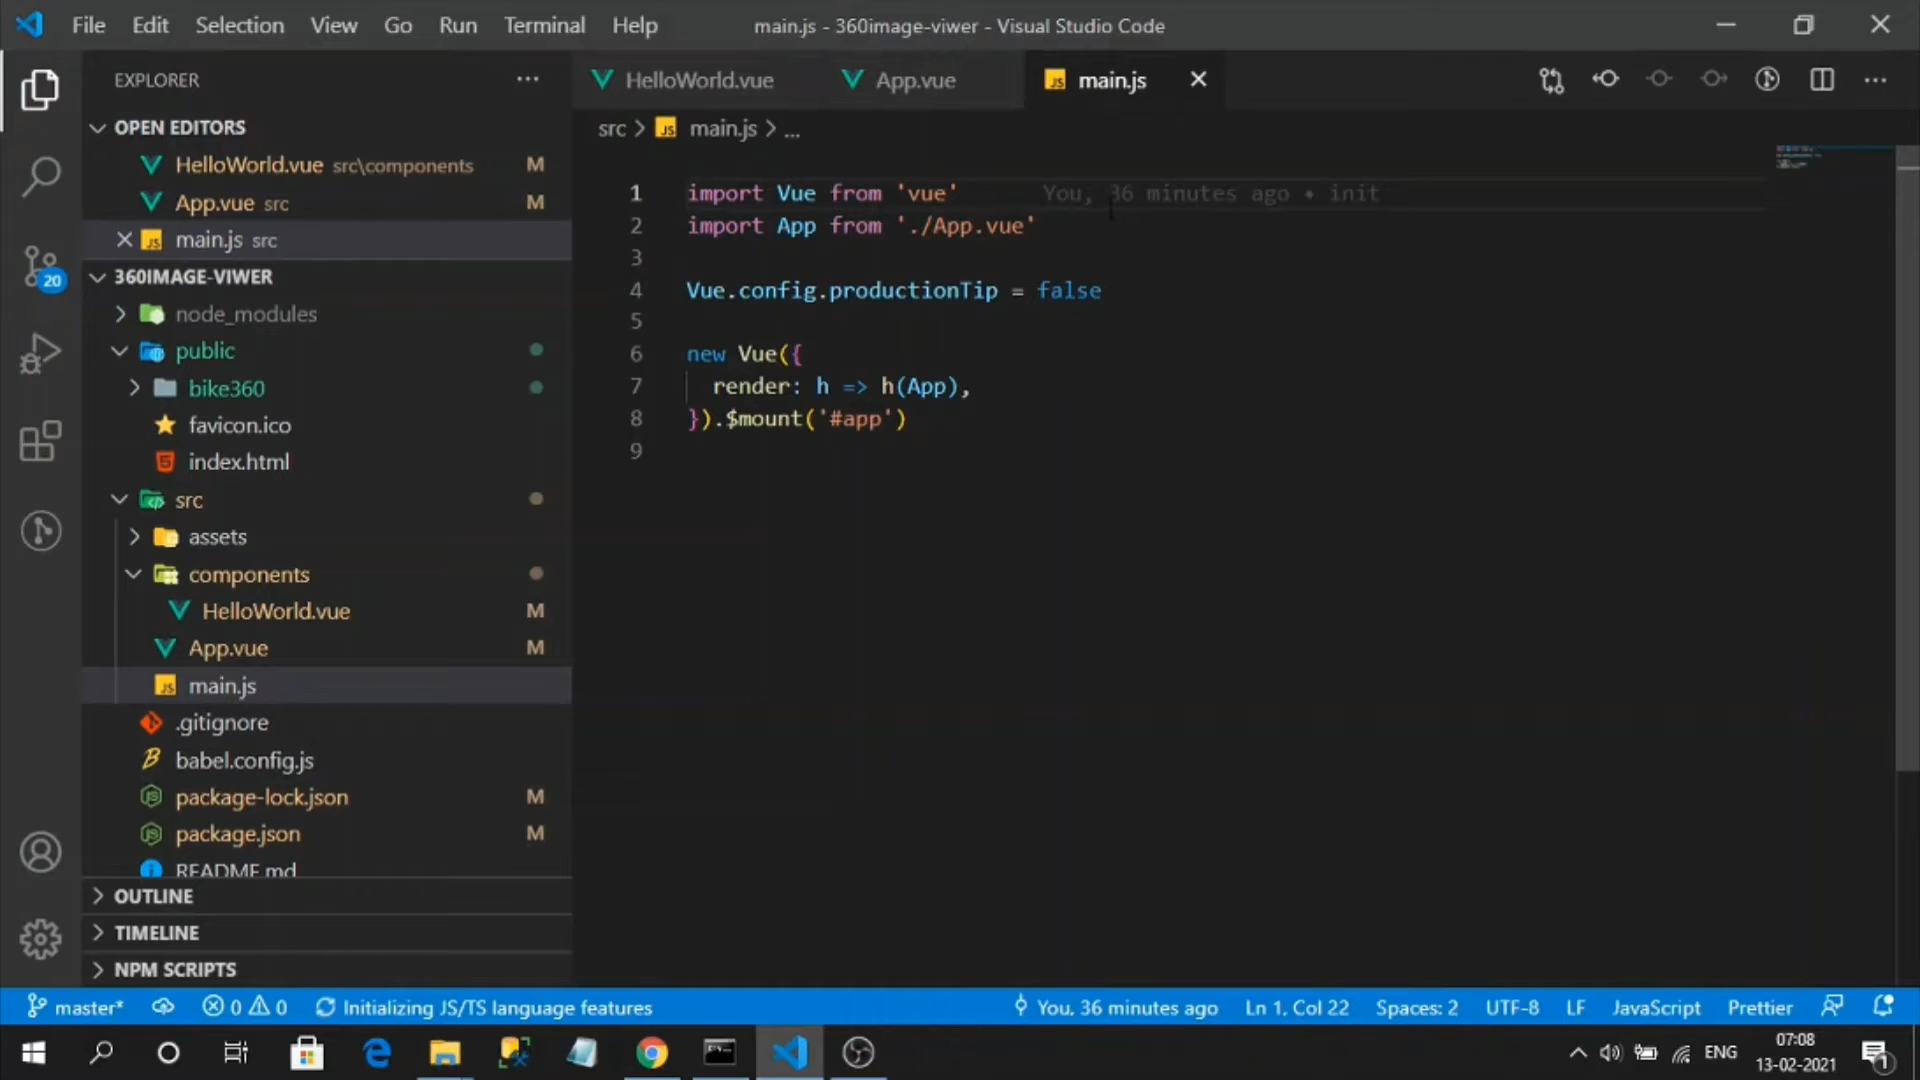 File Edit Selection View Go Run Terminal Help main.js - 360image-viwer - Visual Studio Code
EXPLORER
HelloWorld.vue App.vue JS main.js
OPEN EDITORS
src > JS main.js > ...
HelloWorld.vue src\components M
App.vue src M
JS main.js src
360IMAGE-VIWER
node_modules
public
bike360
favicon.ico
index.html
src
assets
components
HelloWorld.vue M
App.vue M
JS main.js
.gitignore
babel.config.js
package-lock.json M
package.json M
README.md
OUTLINE
TIMELINE
NPM SCRIPTS
20
1 import Vue from 'vue' You, 36 minutes ago • init
2 import App from './App.vue'
3
4 Vue.config.productionTip = false
5
6 new Vue({
7 render: h => h(App),
8 }).$mount('#app')
9
master* 0 0 Initializing JS/TS language features You, 36 minutes ago Ln 1, Col 22 Spaces: 2 UTF-8 LF JavaScript Prettier
ENG 07:08
13-02-2021 1